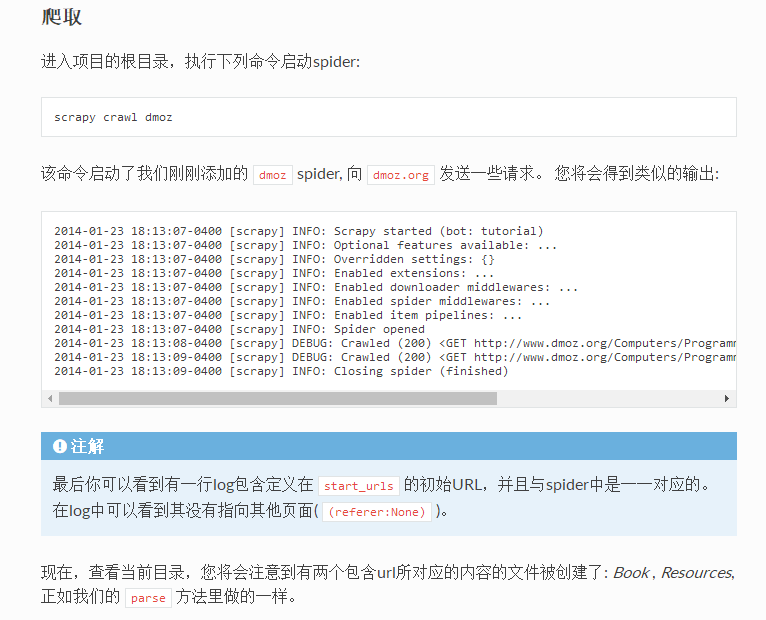 爬取
进入项目的根目录，执行下列命令启动spider:
scrapy crawl dmoz
该命令启动了我们刚刚添加的 dmoz spider, 向 dmoz.org 发送一些请求。 您将会得到类似的输出:
2014-01-23 18:13:07-0400 [scrapy] INFO: Scrapy started (bot: tutorial)
2014-01-23 18:13:07-0400 [scrapy] INFO: Optional features available: ...
2014-01-23 18:13:07-0400 [scrapy] INFO: Overridden settings: {}
2014-01-23 18:13:07-0400 [scrapy] INFO: Enabled extensions: ...
2014-01-23 18:13:07-0400 [scrapy] INFO: Enabled downloader middlewares: ...
2014-01-23 18:13:07-0400 [scrapy] INFO: Enabled spider middlewares: ...
2014-01-23 18:13:07-0400 [scrapy] INFO: Enabled item pipelines: ...
2014-01-23 18:13:07-0400 [scrapy] INFO: Spider opened
2014-01-23 18:13:08-0400 [scrapy] DEBUG: Crawled (200) <GET http://www.dmoz.org/Computers/Programm
2014-01-23 18:13:09-0400 [scrapy] DEBUG: Crawled (200) <GET http://www.dmoz.org/Computers/Programm
2014-01-23 18:13:09-0400 [scrapy] INFO: Closing spider (finished)
注解
最后你可以看到有一行log包含定义在 start_urls 的初始URL，并且与spider中是一一对应的。
在log中可以看到其没有指向其他页面( (referer:None) )。
现在，查看当前目录，您将会注意到有两个包含url所对应的内容的文件被创建了: Book , Resources,
正如我们的 parse 方法里做的一样。